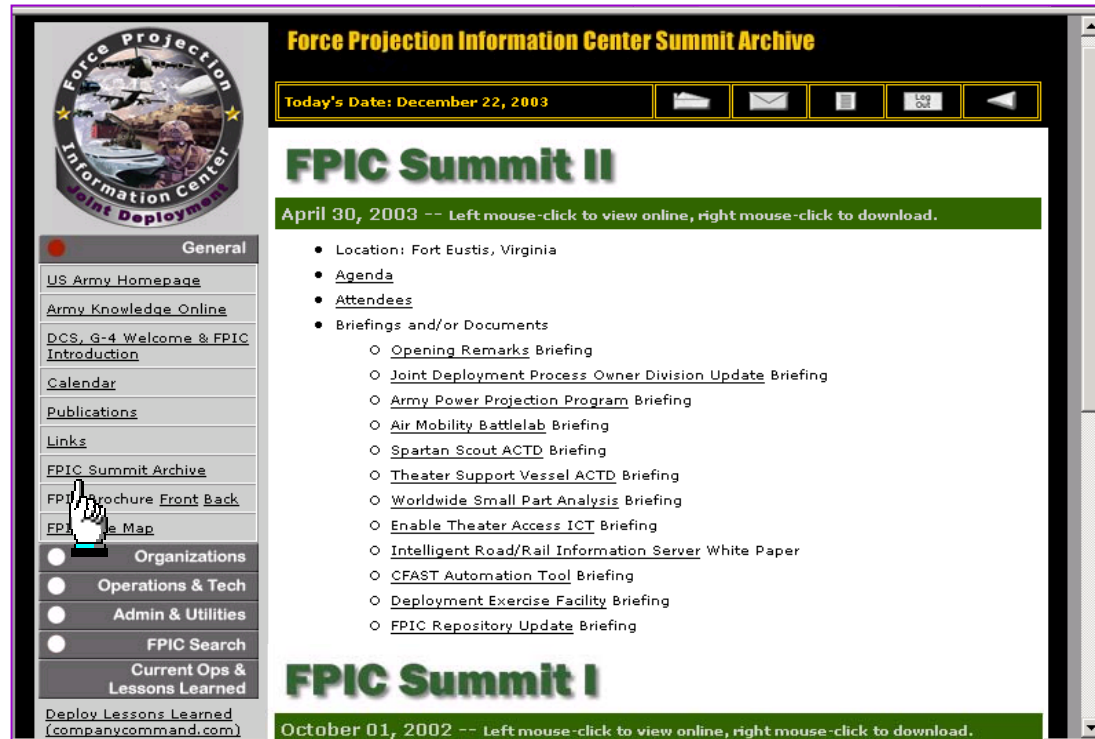 Force Projection
Information Center
Joint Deployment
Force Projection Information Center Summit Archive
Today's Date: December 22, 2003
Log Out
General
US Army Homepage
Army Knowledge Online
DCS, G-4 Welcome & FPIC
Introduction
Calendar
Publications
Links
FPIC Summit Archive
Brochure Front Back
Map
Organizations
Operations & Tech
Admin & Utilities
FPIC Search
Current Ops &
Lessons Learned
Deploy Lessons Learned
(companycommand.com)
FPIC Summit II
April 30, 2003 -- Left mouse-click to view online, right mouse-click to download.
Location: Fort Eustis, Virginia
Agenda
Attendees
Briefings and/or Documents
Opening Remarks Briefing
Joint Deployment Process Owner Division Update Briefing
Army Power Projection Program Briefing
Air Mobility Battlelab Briefing
Spartan Scout ACTD Briefing
Theater Support Vessel ACTD Briefing
Worldwide Small Part Analysis Briefing
Enable Theater Access ICT Briefing
Intelligent Road/Rail Information Server White Paper
CFAST Automation Tool Briefing
Deployment Exercise Facility Briefing
FPIC Repository Update Briefing
FPIC Summit I
October 01, 2002 -- Left mouse-click to view online, right mouse-click to download.